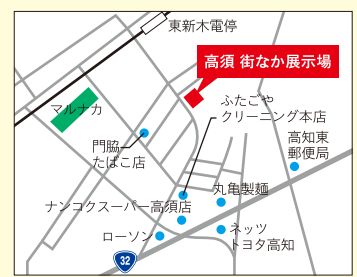 東新木電停
高須 街なか展示場
マルナカ
ふたごや
クリーニング本店
門脇
たばこ店
高知東
郵便局
丸亀製麺
ナンコクスーパー高須店
ローソン
ネッツ
トヨタ高知
32